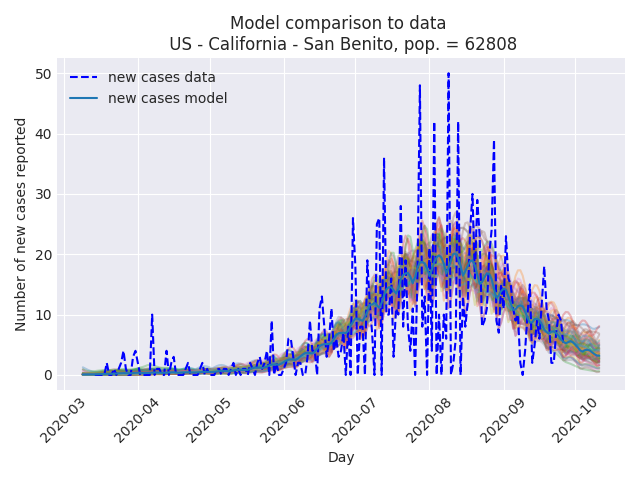 Model comparison to data
US - California - San Benito, pop. = 62808
new cases data
new cases model
Number of new cases reported
50
40
30
20
10
0
2020-03
2020-04
2020-05
2020-06
2020-07
2020-08
2020-09
2020-10
Day